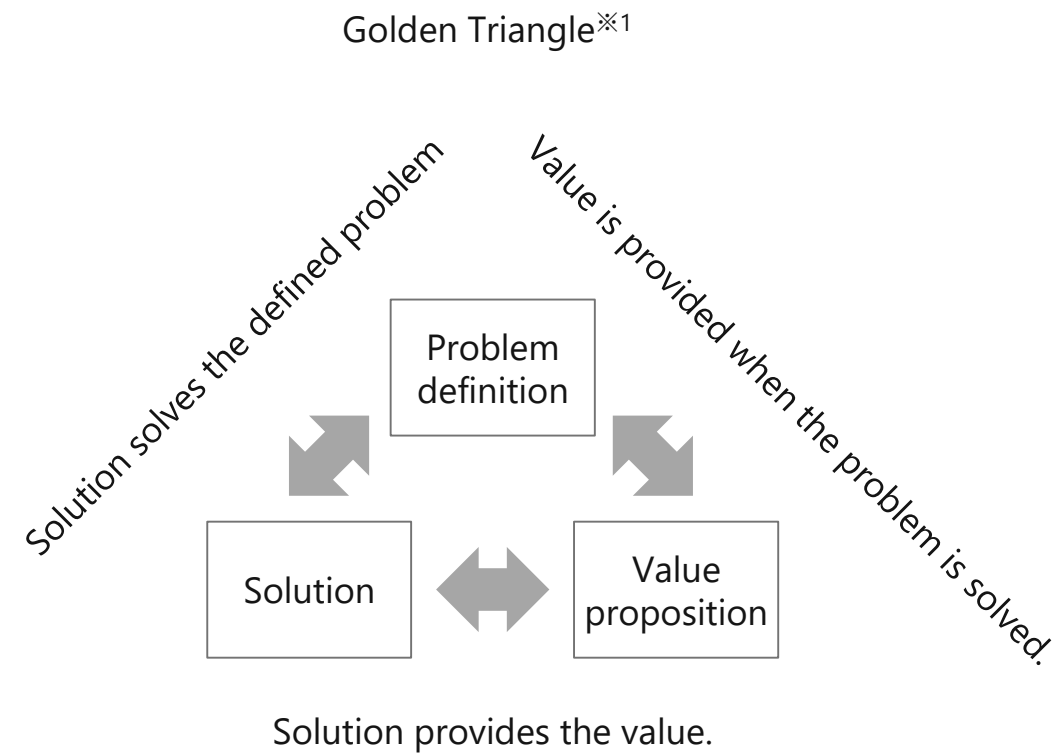 Golden Triangle※1
Solution solves the defined problem
Value is provided when the problem is solved.
Problem
definition
Solution
Value
proposition
Solution provides the value.